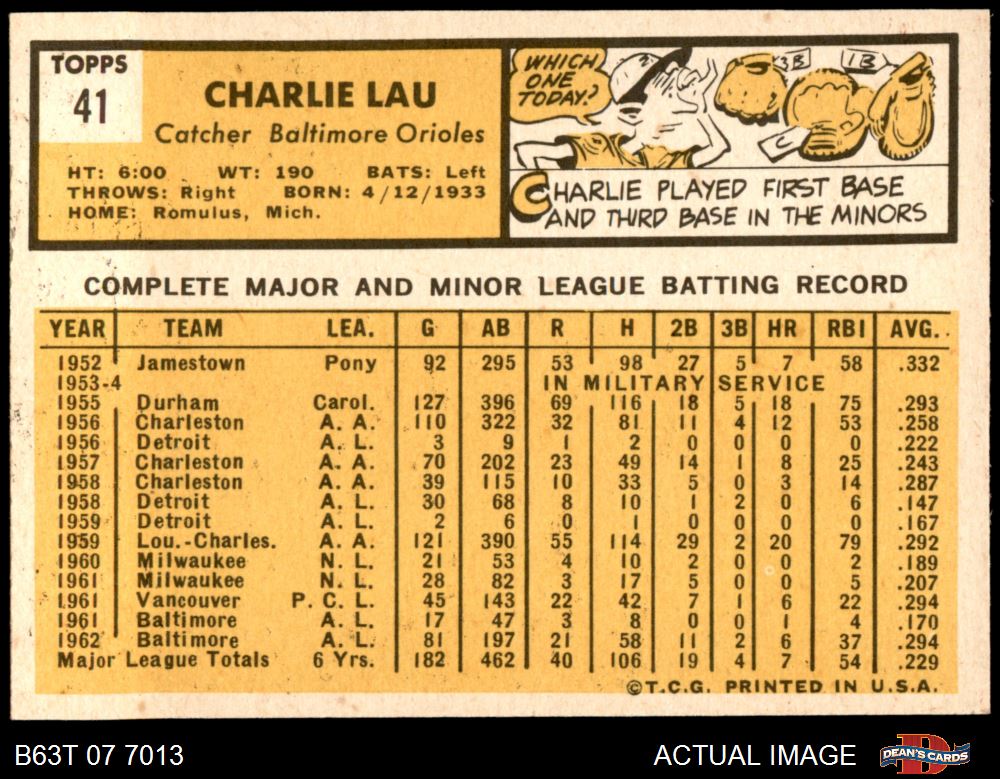 TOPPS
41
CHARLIE LAU
Catcher Baltimore Orioles
HT: 6:00 WT: 190 BATS: Left
THROWS: Right BORN: 4/12/1933
HOME: Romulus, Mich.
WHICH
ONE
TODAY?
3B 1B
C
CHARLIE PLAYED FIRST BASE
AND THIRD BASE IN THE MINORS
COMPLETE MAJOR AND MINOR LEAGUE BATTING RECORD
YEAR TEAM LEA. G AB R H 2B 3B HR RBI AVG.
1952 Jamestown Pony 92 295 53 98 27 5 7 58 .332
1953-4 IN MILITARY SERVICE
1955 Durham Carol. 127 396 69 116 18 5 18 75 .293
1956 Charleston A. A. 110 322 32 81 11 4 12 53 .258
1956 Detroit A. L. 3 9 1 2 0 0 0 0 .222
1957 Charleston A. A. 70 202 23 49 14 1 8 25 .243
1958 Charleston A. A. 39 115 10 33 5 0 3 14 .287
1958 Detroit A. L. 30 68 8 10 1 2 0 6 .147
1959 Detroit A. L. 2 6 0 1 0 0 0 0 .167
1959 Lou.-Charles. A. A. 121 390 55 114 29 2 20 79 .292
1960 Milwaukee N. L. 21 53 4 10 2 0 0 2 .189
1961 Milwaukee N. L. 28 82 3 17 5 0 0 5 .207
1961 Vancouver P. C. L. 45 143 22 42 7 1 6 22 .294
1961 Baltimore A. L. 17 47 3 8 0 0 1 4 .170
1962 Baltimore A. L. 81 197 21 58 11 2 6 37 .294
Major League Totals 6 Yrs. 182 462 40 106 19 4 7 54 .229
©T.C.G. PRINTED IN U.S.A.
B63T 07 7013
ACTUAL IMAGE
DEAN'S CARDS